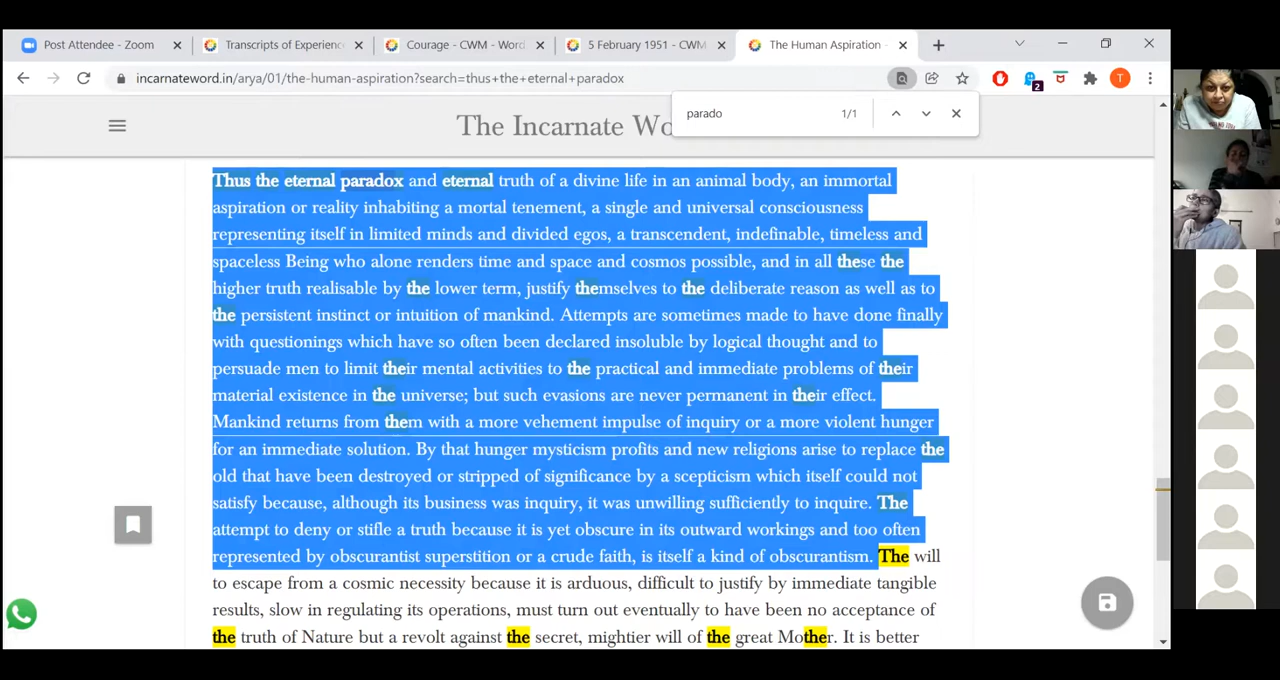 Post Attendee - Zoom
Transcripts of Experienc
Courage - CWM - Word
5 February 1951 - CWM
The Human Aspiration -
incarnateword.in/arya/01/the-human-aspiration?search=thus+the+eternal+paradox
2
T
parado
1/1
The Incarnate Wo
Thus the eternal paradox and eternal truth of a divine life in an animal body, an immortal
aspiration or reality inhabiting a mortal tenement, a single and universal consciousness
representing itself in limited minds and divided egos, a transcendent, indefinable, timeless and
spaceless Being who alone renders time and space and cosmos possible, and in all these the
higher truth realisable by the lower term, justify themselves to the deliberate reason as well as to
the persistent instinct or intuition of mankind. Attempts are sometimes made to have done finally
with questionings which have so often been declared insoluble by logical thought and to
persuade men to limit their mental activities to the practical and immediate problems of their
material existence in the universe; but such evasions are never permanent in their effect.
Mankind returns from them with a more vehement impulse of inquiry or a more violent hunger
for an immediate solution. By that hunger mysticism profits and new religions arise to replace the
old that have been destroyed or stripped of significance by a scepticism which itself could not
satisfy because, although its business was inquiry, it was unwilling sufficiently to inquire. The
attempt to deny or stifle a truth because it is yet obscure in its outward workings and too often
represented by obscurantist superstition or a crude faith, is itself a kind of obscurantism. The will
to escape from a cosmic necessity because it is arduous, difficult to justify by immediate tangible
results, slow in regulating its operations, must turn out eventually to have been no acceptance of
the truth of Nature but a revolt against the secret, mightier will of the great Mother. It is better